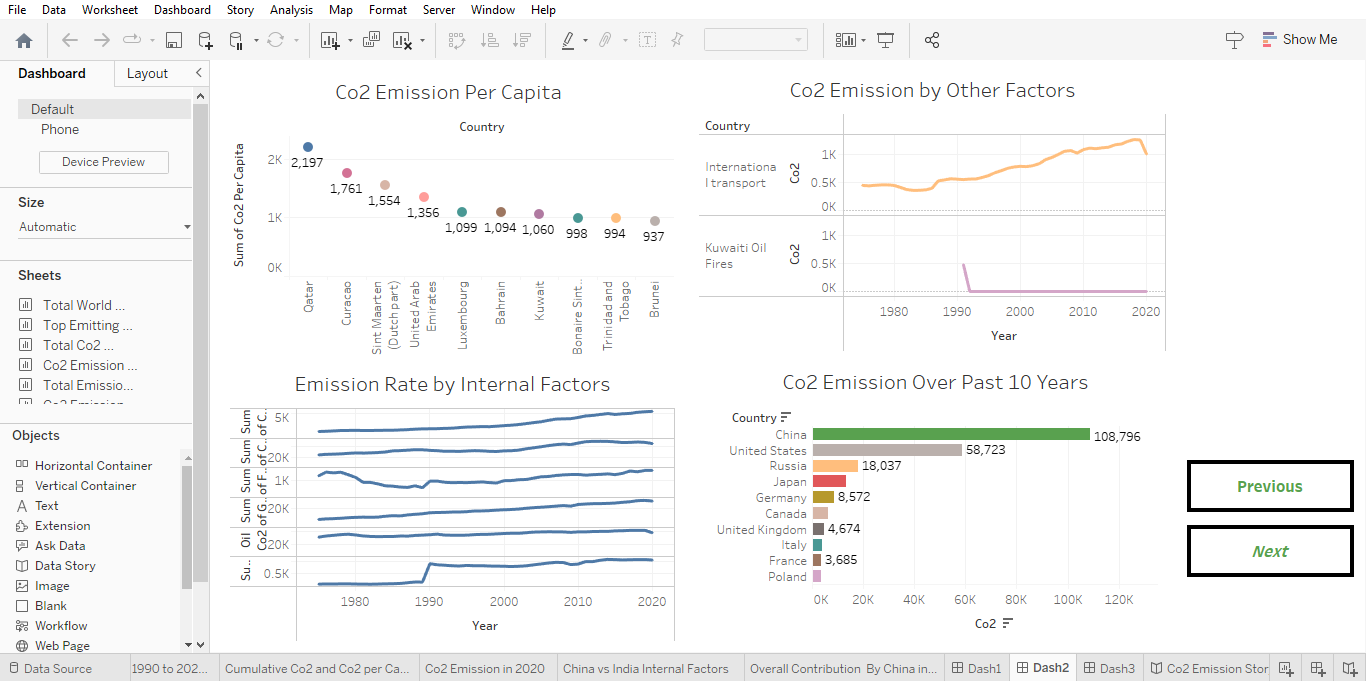 File Data Worksheet Dashboard Story Analysis Map Format Server Window Help
Show Me
Dashboard Layout
Default
Phone
Device Preview
Size
Automatic
Sheets
Total World ...
Top Emitting ...
Total Co2 ...
Co2 Emission ...
Total Emissio...
Co2 Emission
Objects
Horizontal Container
Vertical Container
Text
Extension
Ask Data
Data Story
Image
Blank
Workflow
Web Page
Co2 Emission Per Capita
Country
Sum of Co2 Per Capita
2K
1K
0K
2,197
1,761
1,554
1,356
1,099
1,094
1,060
998
994
937
Qatar
Curacao
Sint Maarten
(Dutch part)
United Arab
Emirates
Luxembourg
Bahrain
Kuwait
Bonaire Sint..
Trinidad and
Tobago
Brunei
Co2 Emission by Other Factors
Country
Internationa
l transport
Co2
1K
0.5K
0K
Kuwaiti Oil
Fires
Co2
1K
0.5K
0K
1980 1990 2000 2010 2020
Year
Emission Rate by Internal Factors
Sum
of C..
5K
Sum
of C..
20K
Sum
of F..
1K
Sum
of G..
20K
Oil
Co2
20K
Su..
0.5K
1980 1990 2000 2010 2020
Year
Co2 Emission Over Past 10 Years
Country
China 108,796
United States 58,723
Russia 18,037
Japan
Germany 8,572
Canada
United Kingdom 4,674
Italy
France 3,685
Poland
0K 20K 40K 60K 80K 100K 120K
Co2
Previous
Next
Data Source 1990 to 202... Cumulative Co2 and Co2 per Ca... Co2 Emission in 2020 China vs India Internal Factors Overall Contribution By China in... Dash1 Dash2 Dash3 Co2 Emission Stor